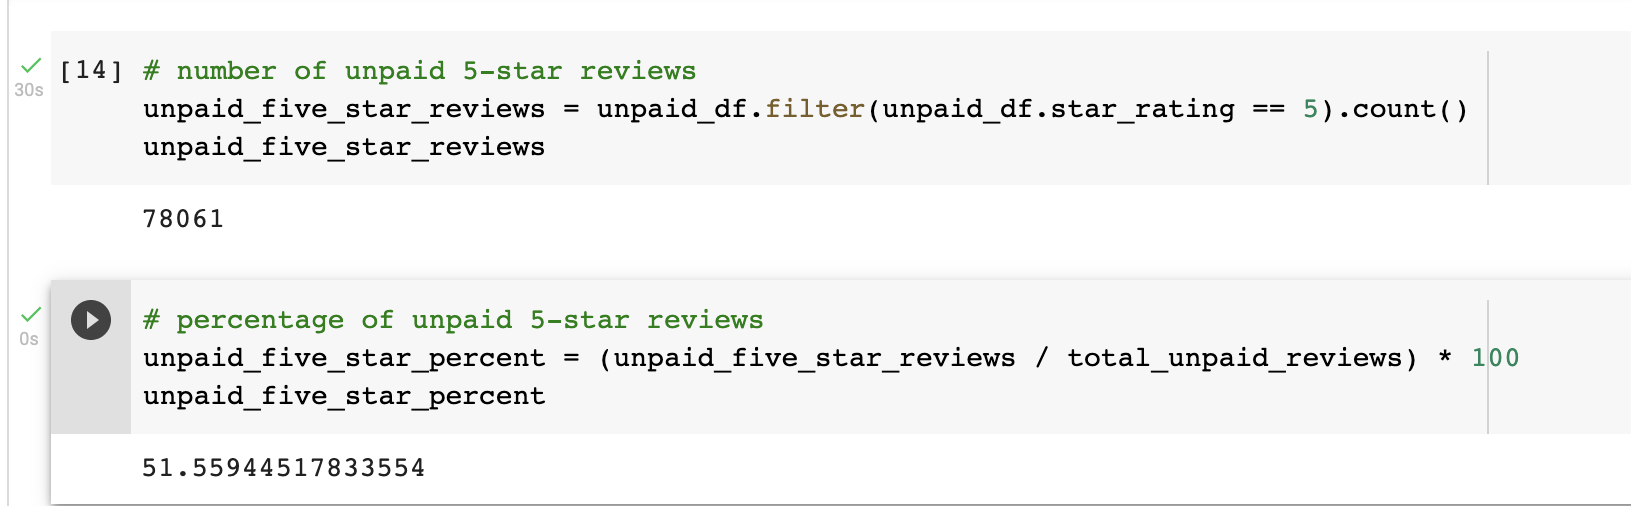 [14] # number of unpaid 5-star reviews
30s
unpaid_five_star_reviews = unpaid_df.filter(unpaid_df.star_rating == 5).count()
unpaid_five_star_reviews
78061
# percentage of unpaid 5-star reviews
0s
unpaid_five_star_percent = (unpaid_five_star_reviews / total_unpaid_reviews) * 100
unpaid_five_star_percent
51.55944517833554